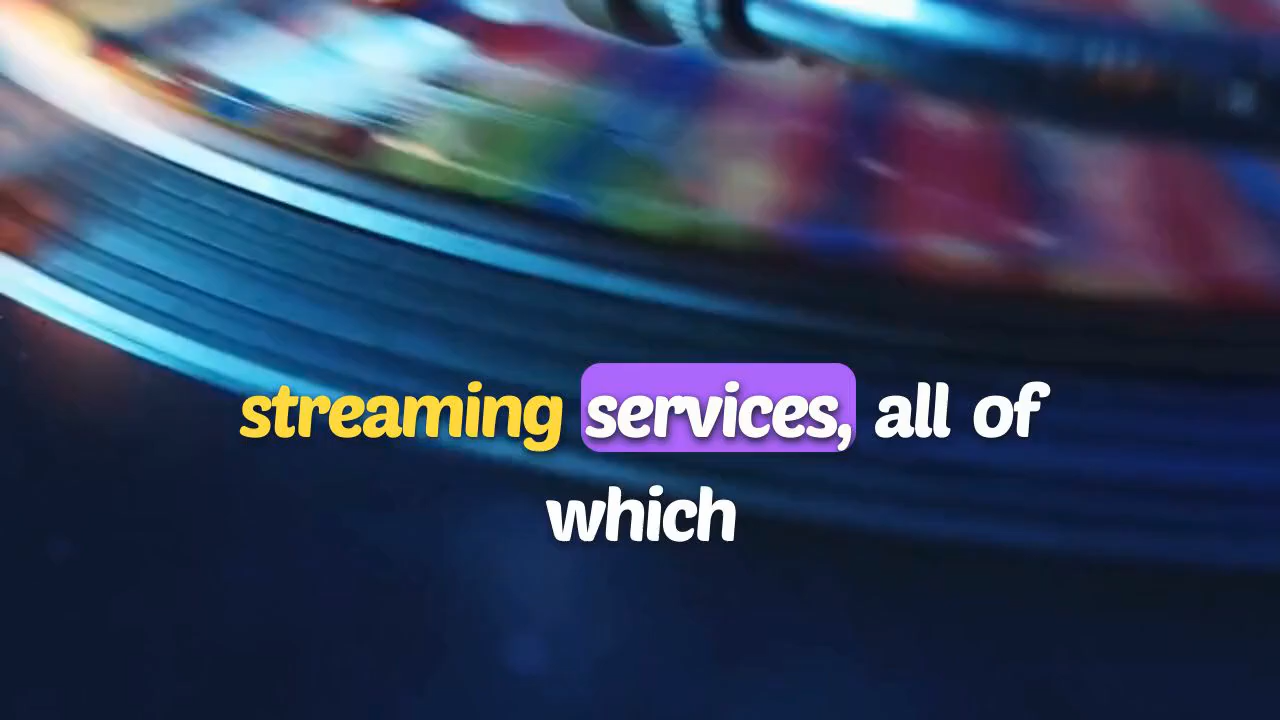 streaming services, all of
which